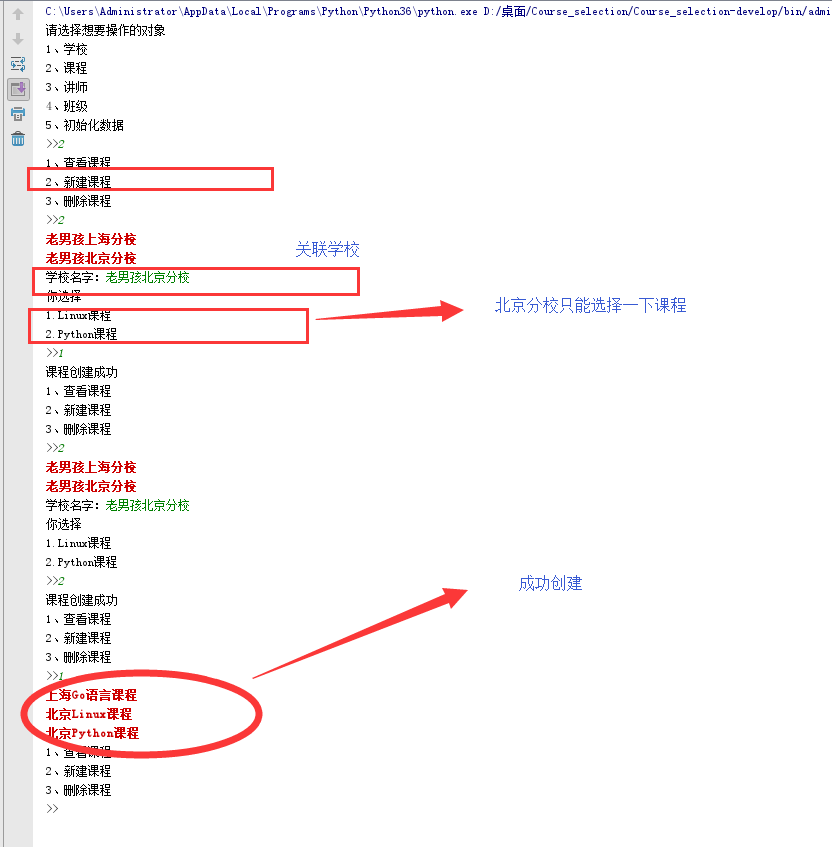 C:\Users\Administrator\AppData\Local\Programs\Python\Python36\python.exe D:/桌面/Course_selection/Course_selection-develop/bin/admi
请选择想要操作的对象
1、学校
2、课程
3、讲师
4、班级
5、初始化数据
>>2
1、查看课程
2、新建课程
3、删除课程
>>2
老男孩上海分校
老男孩北京分校
关联学校
学校名字：老男孩北京分校
你选择
1.Linux课程
北京分校只能选择一下课程
2.Python课程
>>1
课程创建成功
1、查看课程
2、新建课程
3、删除课程
>>2
老男孩上海分校
老男孩北京分校
学校名字：老男孩北京分校
你选择
1.Linux课程
2.Python课程
>>2
成功创建
课程创建成功
1、查看课程
2、新建课程
3、删除课程
>>1
上海Go语言课程
北京Linux课程
北京Python课程
1、查看课程
2、新建课程
3、删除课程
>>